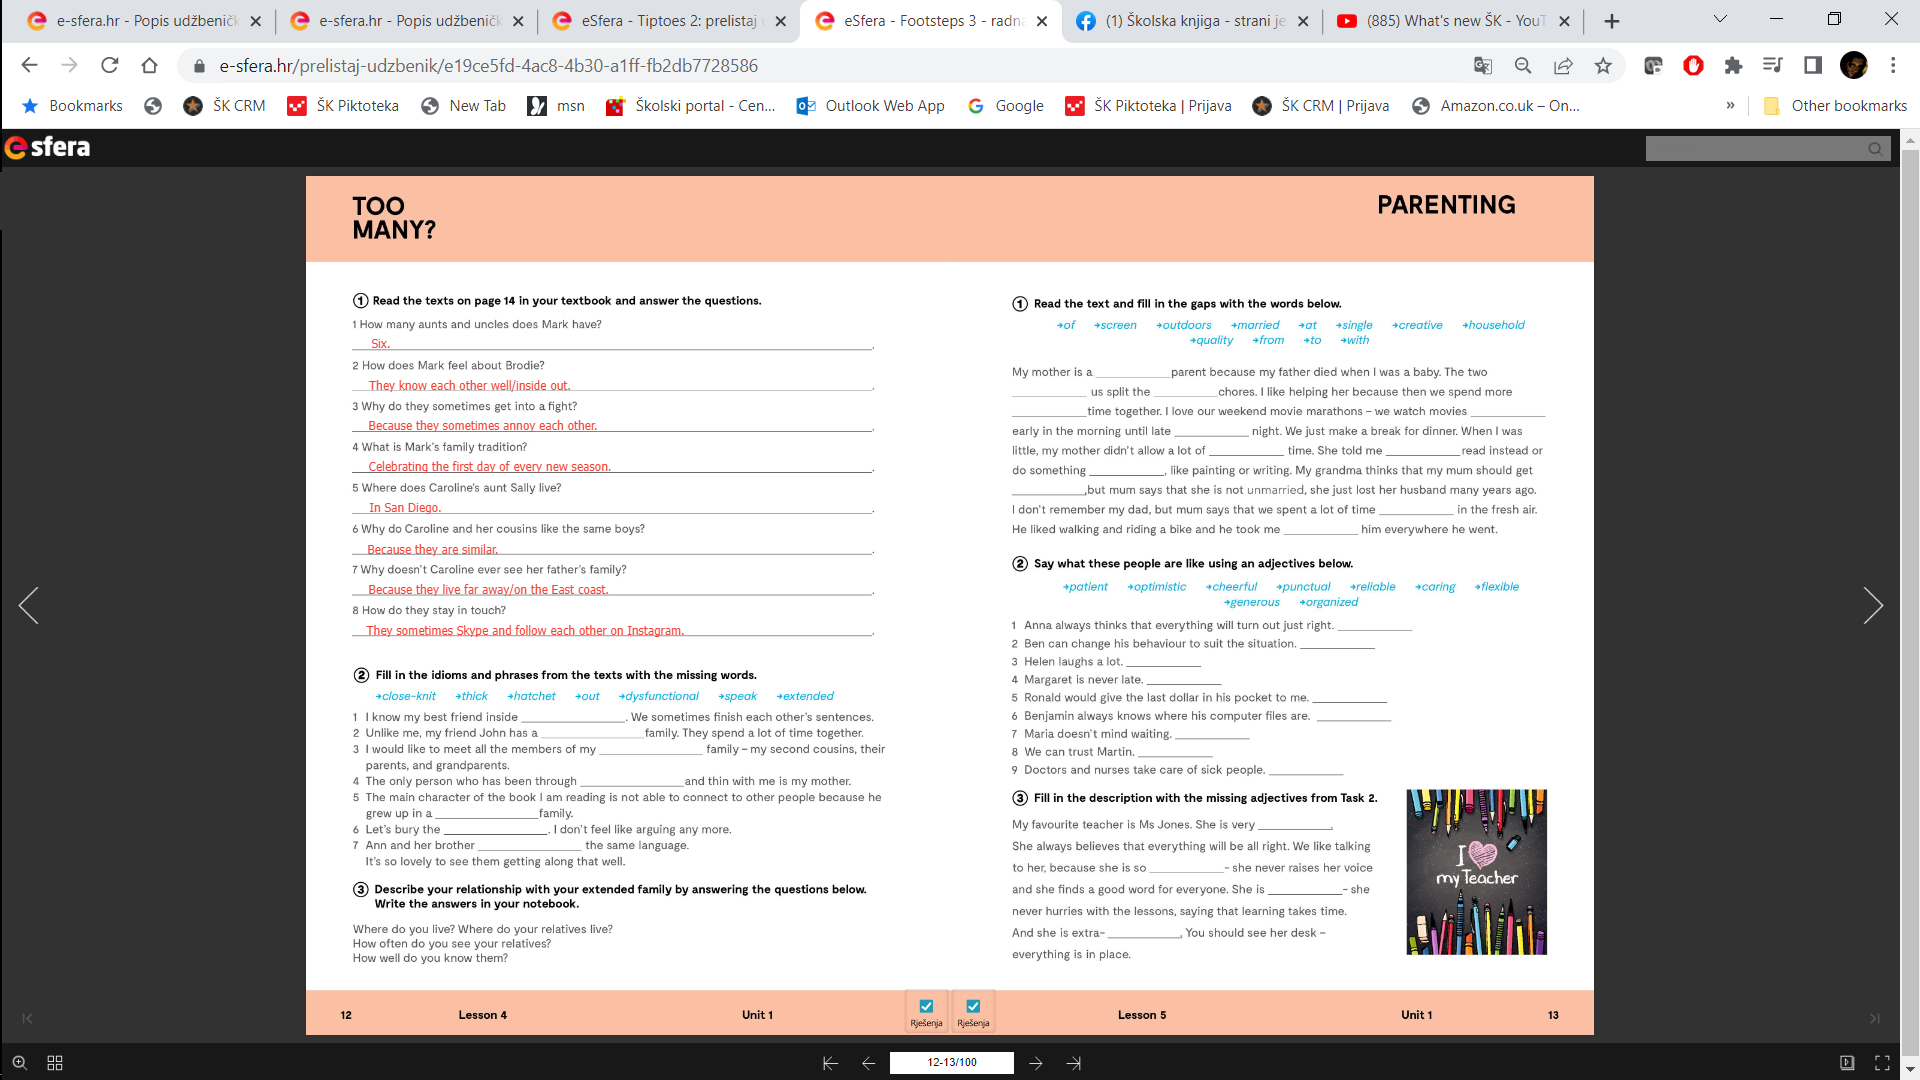 e-sfera.hr - Popis udžbeničk
e-sfera.hr - Popis udžbeničk
eSfera - Tiptoes 2: prelistaj u
eSfera - Footsteps 3 - radna
(1) Školska knjiga - strani je
(885) What's new ŠK - YouT
e-sfera.hr/prelistaj-udzbenik/e19ce5fd-4ac8-4b30-a1ff-fb2db7728586
Bookmarks ŠK CRM ŠK Piktoteka New Tab msn Školski portal - Cen... Outlook Web App Google ŠK Piktoteka | Prijava ŠK CRM | Prijava Amazon.co.uk – On... » Other bookmarks
esfera
TOO
MANY?
1 Read the texts on page 14 in your textbook and answer the questions.
1 How many aunts and uncles does Mark have?
Six.
2 How does Mark feel about Brodie?
They know each other well/inside out.
3 Why do they sometimes get into a fight?
Because they sometimes annoy each other.
4 What is Mark's family tradition?
Celebrating the first day of every new season.
5 Where does Caroline's aunt Sally live?
In San Diego.
6 Why do Caroline and her cousins like the same boys?
Because they are similar.
7 Why doesn't Caroline ever see her father's family?
Because they live far away/on the East coast.
8 How do they stay in touch?
They sometimes Skype and follow each other on Instagram.
2 Fill in the idioms and phrases from the texts with the missing words.
➔close-knit ➔thick ➔hatchet ➔out ➔dysfunctional ➔speak ➔extended
1 I know my best friend inside ________________. We sometimes finish each other's sentences.
2 Unlike me, my friend John has a ________________family. They spend a lot of time together.
3 I would like to meet all the members of my ________________ family – my second cousins, their
parents, and grandparents.
4 The only person who has been through ________________and thin with me is my mother.
5 The main character of the book I am reading is not able to connect to other people because he
grew up in a ________________family.
6 Let's bury the ________________. I don't feel like arguing any more.
7 Ann and her brother ________________ the same language.
It's so lovely to see them getting along that well.
3 Describe your relationship with your extended family by answering the questions below.
Write the answers in your notebook.
Where do you live? Where do your relatives live?
How often do you see your relatives?
How well do you know them?
12 Lesson 4 Unit 1
Rješenja
PARENTING
1 Read the text and fill in the gaps with the words below.
➔of ➔screen ➔outdoors ➔married ➔at ➔single ➔creative ➔household
➔quality ➔from ➔to ➔with
My mother is a ____________parent because my father died when I was a baby. The two
____________ us split the __________chores. I like helping her because then we spend more
____________time together. I love our weekend movie marathons – we watch movies ____________
early in the morning until late ____________ night. We just make a break for dinner. When I was
little, my mother didn't allow a lot of ____________ time. She told me ____________read instead or
do something ____________, like painting or writing. My grandma thinks that my mum should get
____________,but mum says that she is not unmarried, she just lost her husband many years ago.
I don't remember my dad, but mum says that we spent a lot of time ____________ in the fresh air.
He liked walking and riding a bike and he took me ____________ him everywhere he went.
2 Say what these people are like using an adjectives below.
➔patient ➔optimistic ➔cheerful ➔punctual ➔reliable ➔caring ➔flexible
➔generous ➔organized
1 Anna always thinks that everything will turn out just right. ____________
2 Ben can change his behaviour to suit the situation. ____________
3 Helen laughs a lot. ____________
4 Margaret is never late. ____________
5 Ronald would give the last dollar in his pocket to me. ____________
6 Benjamin always knows where his computer files are. ____________
7 Maria doesn't mind waiting. ____________
8 We can trust Martin. ____________
9 Doctors and nurses take care of sick people. ____________
3 Fill in the description with the missing adjectives from Task 2.
My favourite teacher is Ms Jones. She is very ____________.
She always believes that everything will be all right. We like talking
to her, because she is so ____________- she never raises her voice
and she finds a good word for everyone. She is ____________- she
never hurries with the lessons, saying that learning takes time.
And she is extra- ____________. You should see her desk –
everything is in place.
I
my Teacher
Rješenja
Lesson 5 Unit 1 13
12-13/100